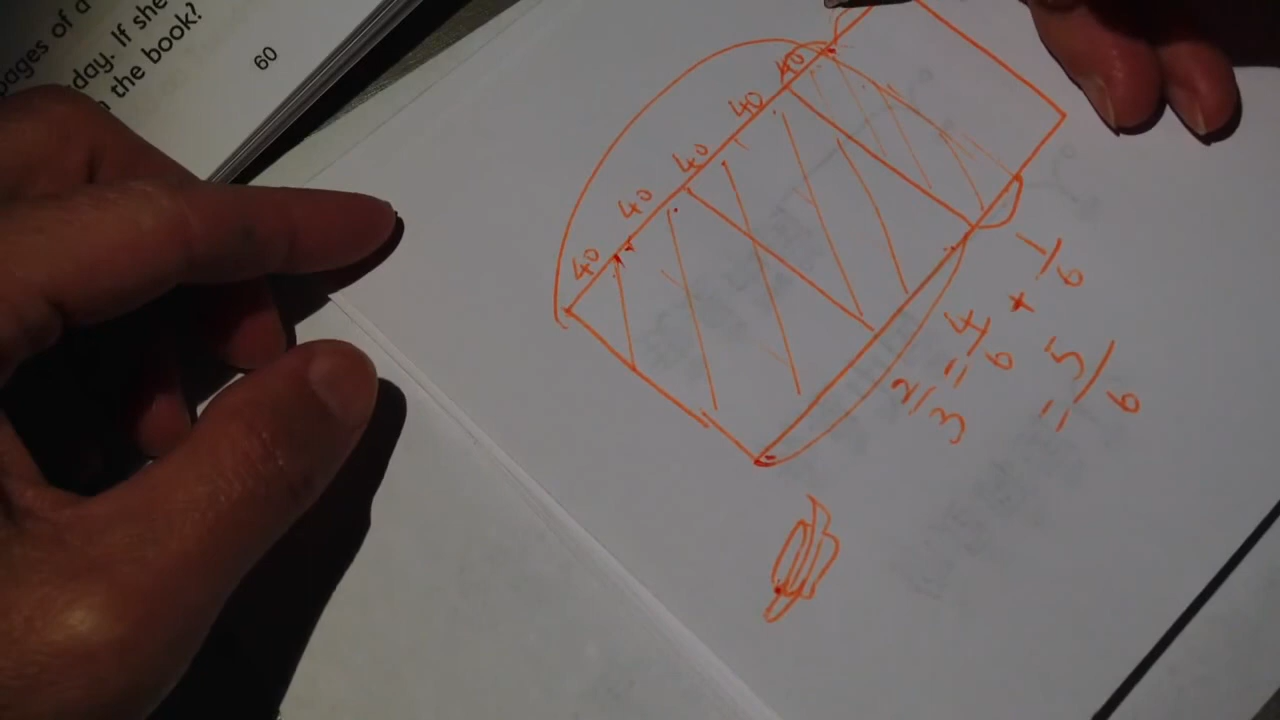 pages of a
day. If she
the book?
60
40
40
40
40
40
2/3 = 4/6 + 1/6
= 5/6